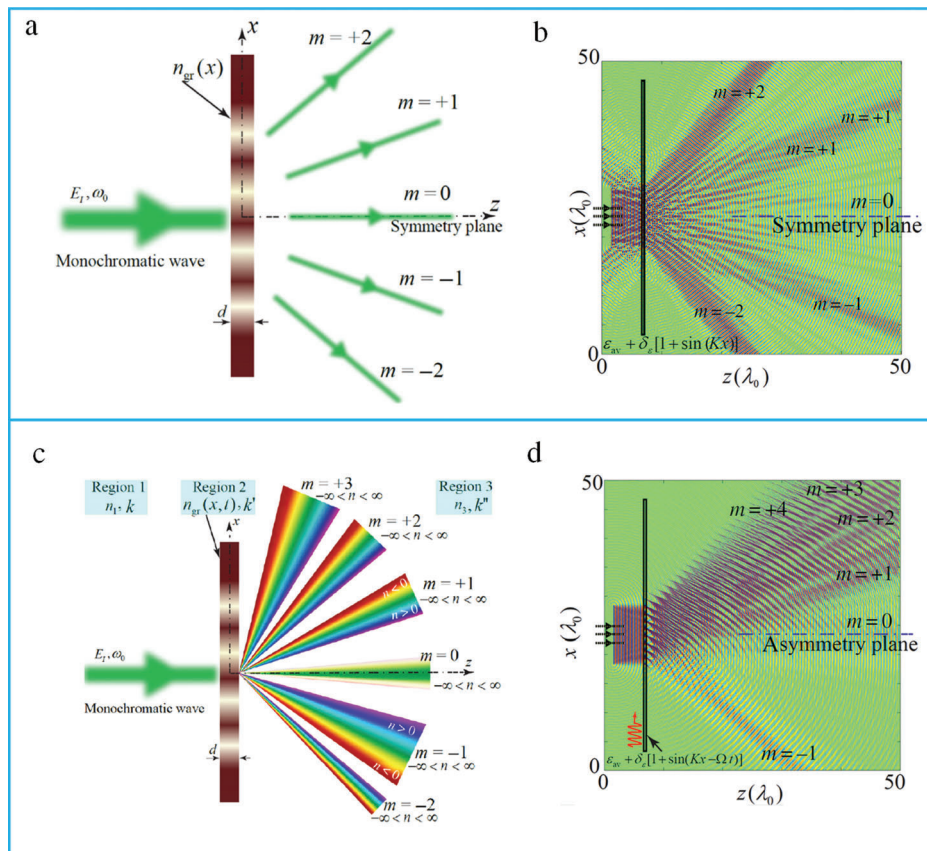 a
x
n_gr(x)
m = +2
m = +1
m = 0
z
Symmetry plane
E_I, ω_0
Monochromatic wave
m = −1
d
m = −2
b
50
m = +2
m = +1
m = +1
m = 0
Symmetry plane
x(λ_0)
m = −1
m = −2
ε_av + δ_ε[1 + sin(Kx)]
0
0
50
z(λ_0)
c
Region 1
n_1, k
Region 2
n_gr(x, t), k'
x
Region 3
n_3, k''
m = +3
−∞ < n < ∞
m = +2
−∞ < n < ∞
m = +1
−∞ < n < ∞
n < 0
n > 0
m = 0
z
−∞ < n < ∞
E_I, ω_0
Monochromatic wave
n > 0
m = −1
−∞ < n < ∞
n < 0
d
m = −2
−∞ < n < ∞
d
50
m = +3
m = +4
m = +2
m = +1
m = 0
Asymmetry plane
x (λ_0)
m = −1
ε_av + δ_ε[1 + sin(Kx − Ωt)]
0
0
50
z(λ_0)